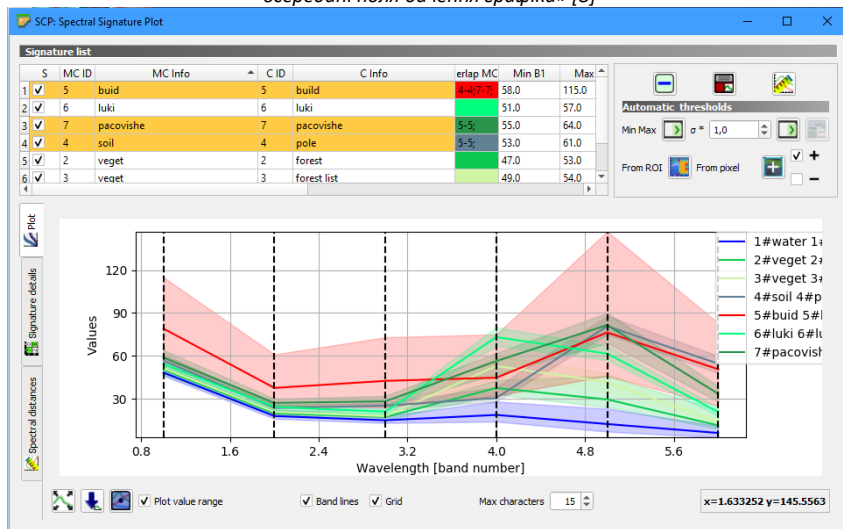 SCP: Spectral Signature Plot
Signature list
S MC ID MC Info C ID C Info erlap MC Min B1 Max
1 5 buid 5 build 4-4;7-7; 58.0 115.0
2 6 luki 6 luki 51.0 57.0
3 7 pacovishe 7 pacovishe 5-5; 55.0 64.0
4 4 soil 4 pole 5-5; 53.0 61.0
5 2 veget 2 forest 47.0 53.0
6 3 veget 3 forest list 49.0 54.0
Automatic thresholds
Min Max σ* 1,0
From ROI From pixel + −
Plot
Signature details
Spectral distances
Values
120
90
60
30
0.8 1.6 2.4 3.2 4.0 4.8 5.6
Wavelength [band number]
1#water 1#
2#veget 2#
3#veget 3#
4#soil 4#p
5#buid 5#l
6#luki 6#lu
7#pacovish
Plot value range Band lines Grid Max characters 15 x=1.633252 y=145.5563